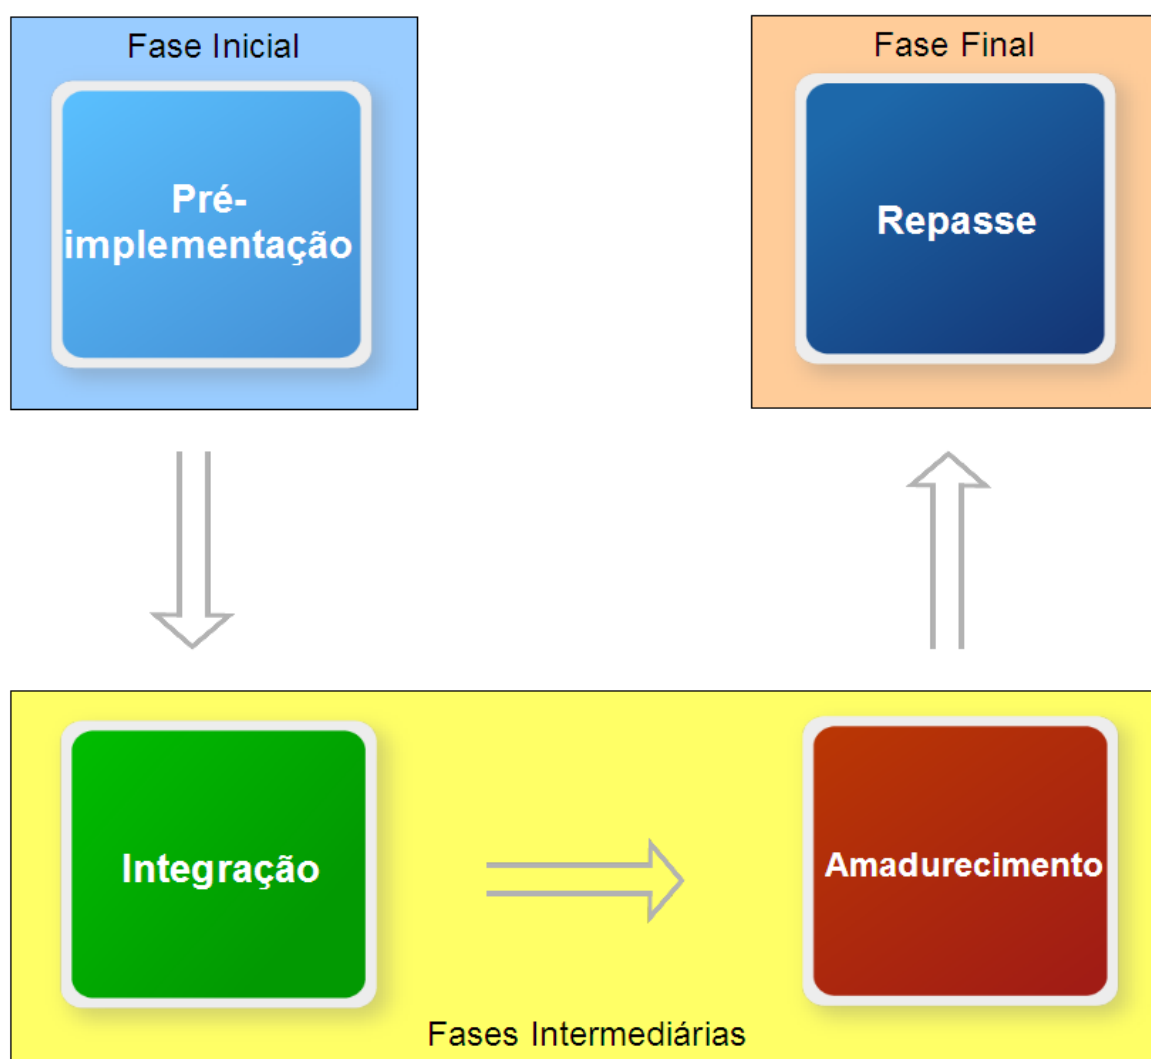 Fase Inicial
Pré-
implementação
Fase Final
Repasse
Integração
Amadurecimento
Fases Intermediárias